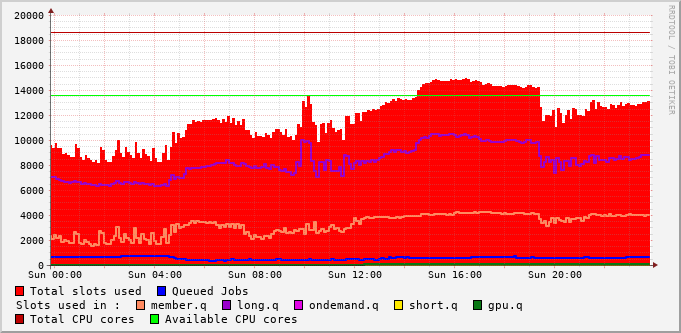 20000
18000
16000
14000
12000
10000
8000
6000
4000
2000
0
Sun 00:00 Sun 04:00 Sun 08:00 Sun 12:00 Sun 16:00 Sun 20:00
Total slots used Queued Jobs
Slots used in : member.q long.q ondemand.q short.q gpu.q
Total CPU cores Available CPU cores
RRDTOOL / TOBI OETIKER